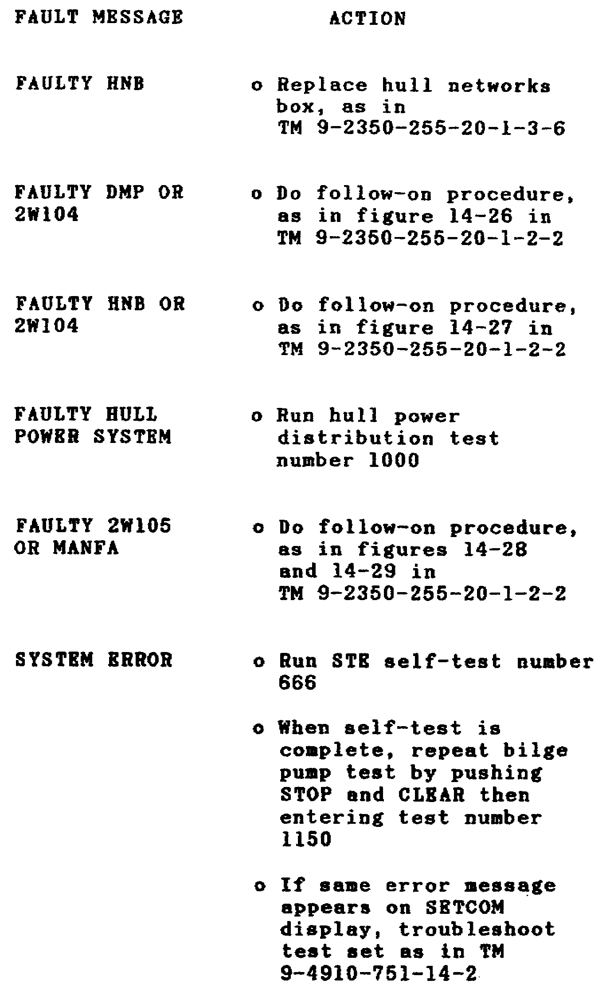 FAULT MESSAGE ACTION
FAULTY HNB o Replace hull networks
box, as in
TM 9-2350-255-20-1-3-6
FAULTY DMP OR o Do follow-on procedure,
2W104 as in figure 14-26 in
TM 9-2350-255-20-1-2-2
FAULTY HNB OR o Do follow-on procedure,
2W104 as in figure 14-27 in
TM 9-2350-255-20-1-2-2
FAULTY HULL o Run hull power
POWER SYSTEM distribution test
number 1000
FAULTY 2W105 o Do follow-on procedure,
OR MANFA as in figures 14-28
and 14-29 in
TM 9-2350-255-20-1-2-2
SYSTEM ERROR o Run STE self-test number
666
o When self-test is
complete, repeat bilge
pump test by pushing
STOP and CLEAR then
entering test number
1150
o If same error message
appears on SETCOM
display, troubleshoot
test set as in TM
9-4910-751-14-2